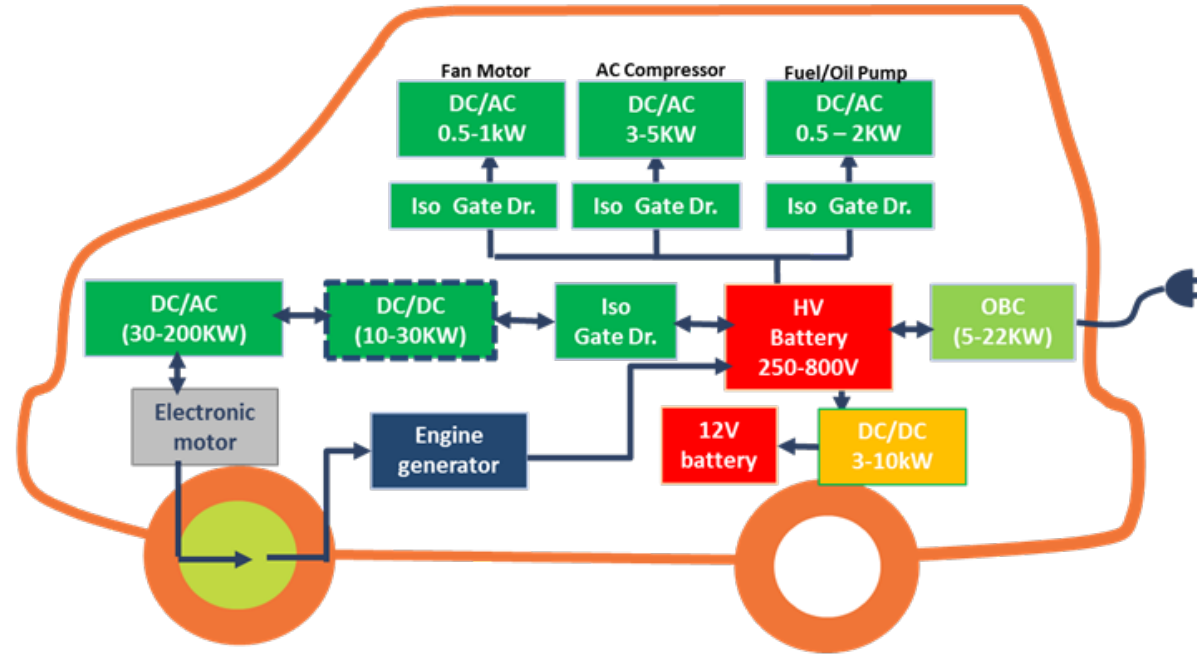 Fan Motor
AC Compressor
Fuel/Oil Pump
DC/AC
0.5-1kW
DC/AC
3-5KW
DC/AC
0.5 – 2KW
Iso Gate Dr.
Iso Gate Dr.
Iso Gate Dr.
DC/AC
(30-200KW)
DC/DC
(10-30KW)
Iso
Gate Dr.
HV
Battery
250-800V
OBC
(5-22KW)
Electronic
motor
Engine
generator
12V
battery
DC/DC
3-10kW